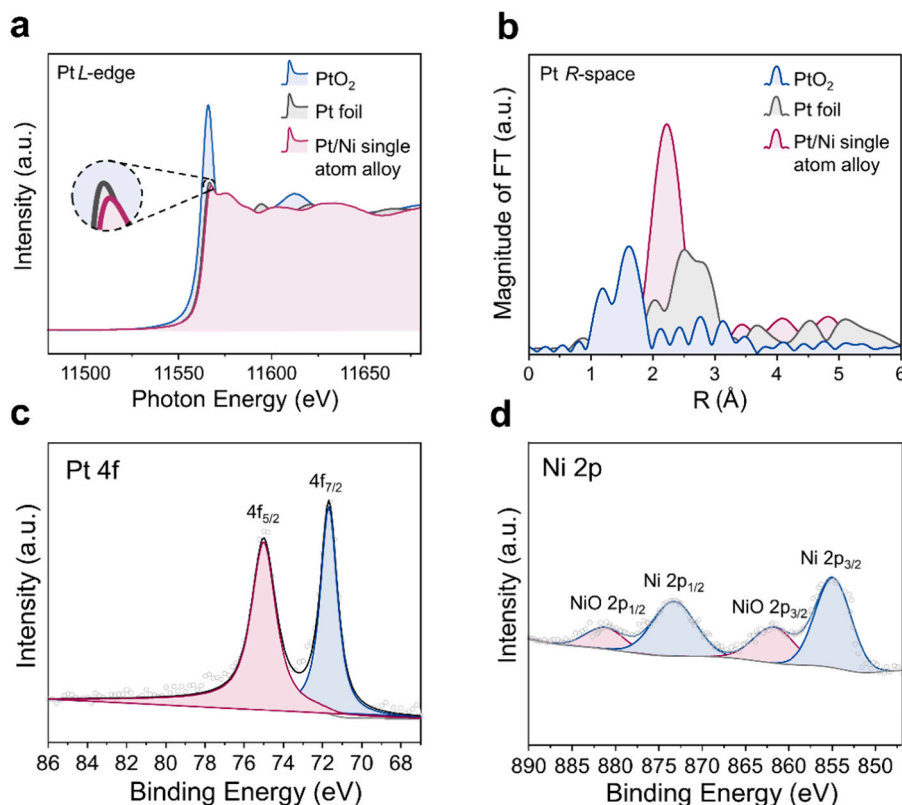 a
Pt L-edge
PtO₂
Pt foil
Pt/Ni single
atom alloy
Intensity (a.u.)
11500 11550 11600 11650
Photon Energy (eV)
b
Pt R-space
PtO₂
Pt foil
Pt/Ni single
atom alloy
Magnitude of FT (a.u.)
0 1 2 3 4 5 6
R (Å)
c
Pt 4f
4f₅/₂
4f₇/₂
Intensity (a.u.)
86 84 82 80 78 76 74 72 70 68
Binding Energy (eV)
d
Ni 2p
NiO 2p₁/₂
Ni 2p₁/₂
NiO 2p₃/₂
Ni 2p₃/₂
Intensity (a.u.)
890 885 880 875 870 865 860 855 850
Binding Energy (eV)